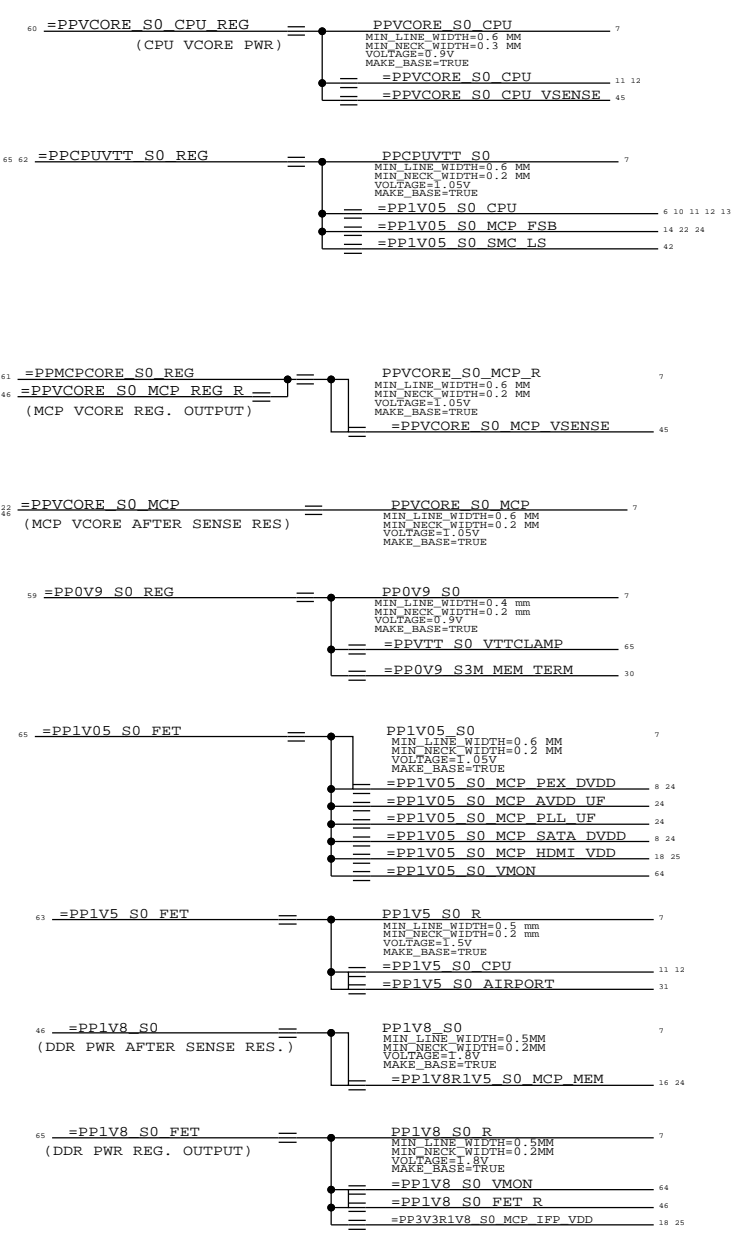 60 =PPVCORE_S0_CPU_REG PPVCORE_S0_CPU 7
(CPU VCORE PWR) MIN_LINE_WIDTH=0.6 MM
MIN_NECK_WIDTH=0.3 MM
VOLTAGE=0.9V
MAKE_BASE=TRUE
=PPVCORE_S0_CPU 11 12
=PPVCORE_S0_CPU_VSENSE 45
65 62 =PPCPUVTT_S0_REG PPCPUVTT_S0 7
MIN_LINE_WIDTH=0.6 MM
MIN_NECK_WIDTH=0.2 MM
VOLTAGE=1.05V
MAKE_BASE=TRUE
=PP1V05_S0_CPU 6 10 11 12 13
=PP1V05_S0_MCP_FSB 14 22 24
=PP1V05_S0_SMC_LS 42
61 =PPMCPCORE_S0_REG PPVCORE_S0_MCP_R 7
46 =PPVCORE_S0_MCP_REG_R MIN_LINE_WIDTH=0.6 MM
MIN_NECK_WIDTH=0.2 MM
(MCP VCORE REG. OUTPUT) VOLTAGE=1.05V
MAKE_BASE=TRUE
=PPVCORE_S0_MCP_VSENSE 45
22 46 =PPVCORE_S0_MCP PPVCORE_S0_MCP 7
(MCP VCORE AFTER SENSE RES) MIN_LINE_WIDTH=0.6 MM
MIN_NECK_WIDTH=0.2 MM
VOLTAGE=1.05V
MAKE_BASE=TRUE
59 =PP0V9_S0_REG PP0V9_S0 7
MIN_LINE_WIDTH=0.4 mm
MIN_NECK_WIDTH=0.2 mm
VOLTAGE=0.9V
MAKE_BASE=TRUE
=PPVTT_S0_VTTCLAMP 65
=PP0V9_S3M_MEM_TERM 30
65 =PP1V05_S0_FET PP1V05_S0 7
MIN_LINE_WIDTH=0.6 MM
MIN_NECK_WIDTH=0.2 MM
VOLTAGE=1.05V
MAKE_BASE=TRUE
=PP1V05_S0_MCP_PEX_DVDD 8 24
=PP1V05_S0_MCP_AVDD_UF 24
=PP1V05_S0_MCP_PLL_UF 24
=PP1V05_S0_MCP_SATA_DVDD 8 24
=PP1V05_S0_MCP_HDMI_VDD 18 25
=PP1V05_S0_VMON 64
63 =PP1V5_S0_FET PP1V5_S0_R 7
MIN_LINE_WIDTH=0.5 mm
MIN_NECK_WIDTH=0.2 mm
VOLTAGE=1.5V
MAKE_BASE=TRUE
=PP1V5_S0_CPU 11 12
=PP1V5_S0_AIRPORT 31
46 =PP1V8_S0 PP1V8_S0 7
(DDR PWR AFTER SENSE RES.) MIN_LINE_WIDTH=0.5MM
MIN_NECK_WIDTH=0.2MM
VOLTAGE=1.8V
MAKE_BASE=TRUE
=PP1V8R1V5_S0_MCP_MEM 16 24
65 =PP1V8_S0_FET PP1V8_S0_R 7
(DDR PWR REG. OUTPUT) MIN_LINE_WIDTH=0.5MM
MIN_NECK_WIDTH=0.2MM
VOLTAGE=1.8V
MAKE_BASE=TRUE
=PP1V8_S0_VMON 64
=PP1V8_S0_FET_R 46
=PP3V3R1V8_S0_MCP_IFP_VDD 18 25